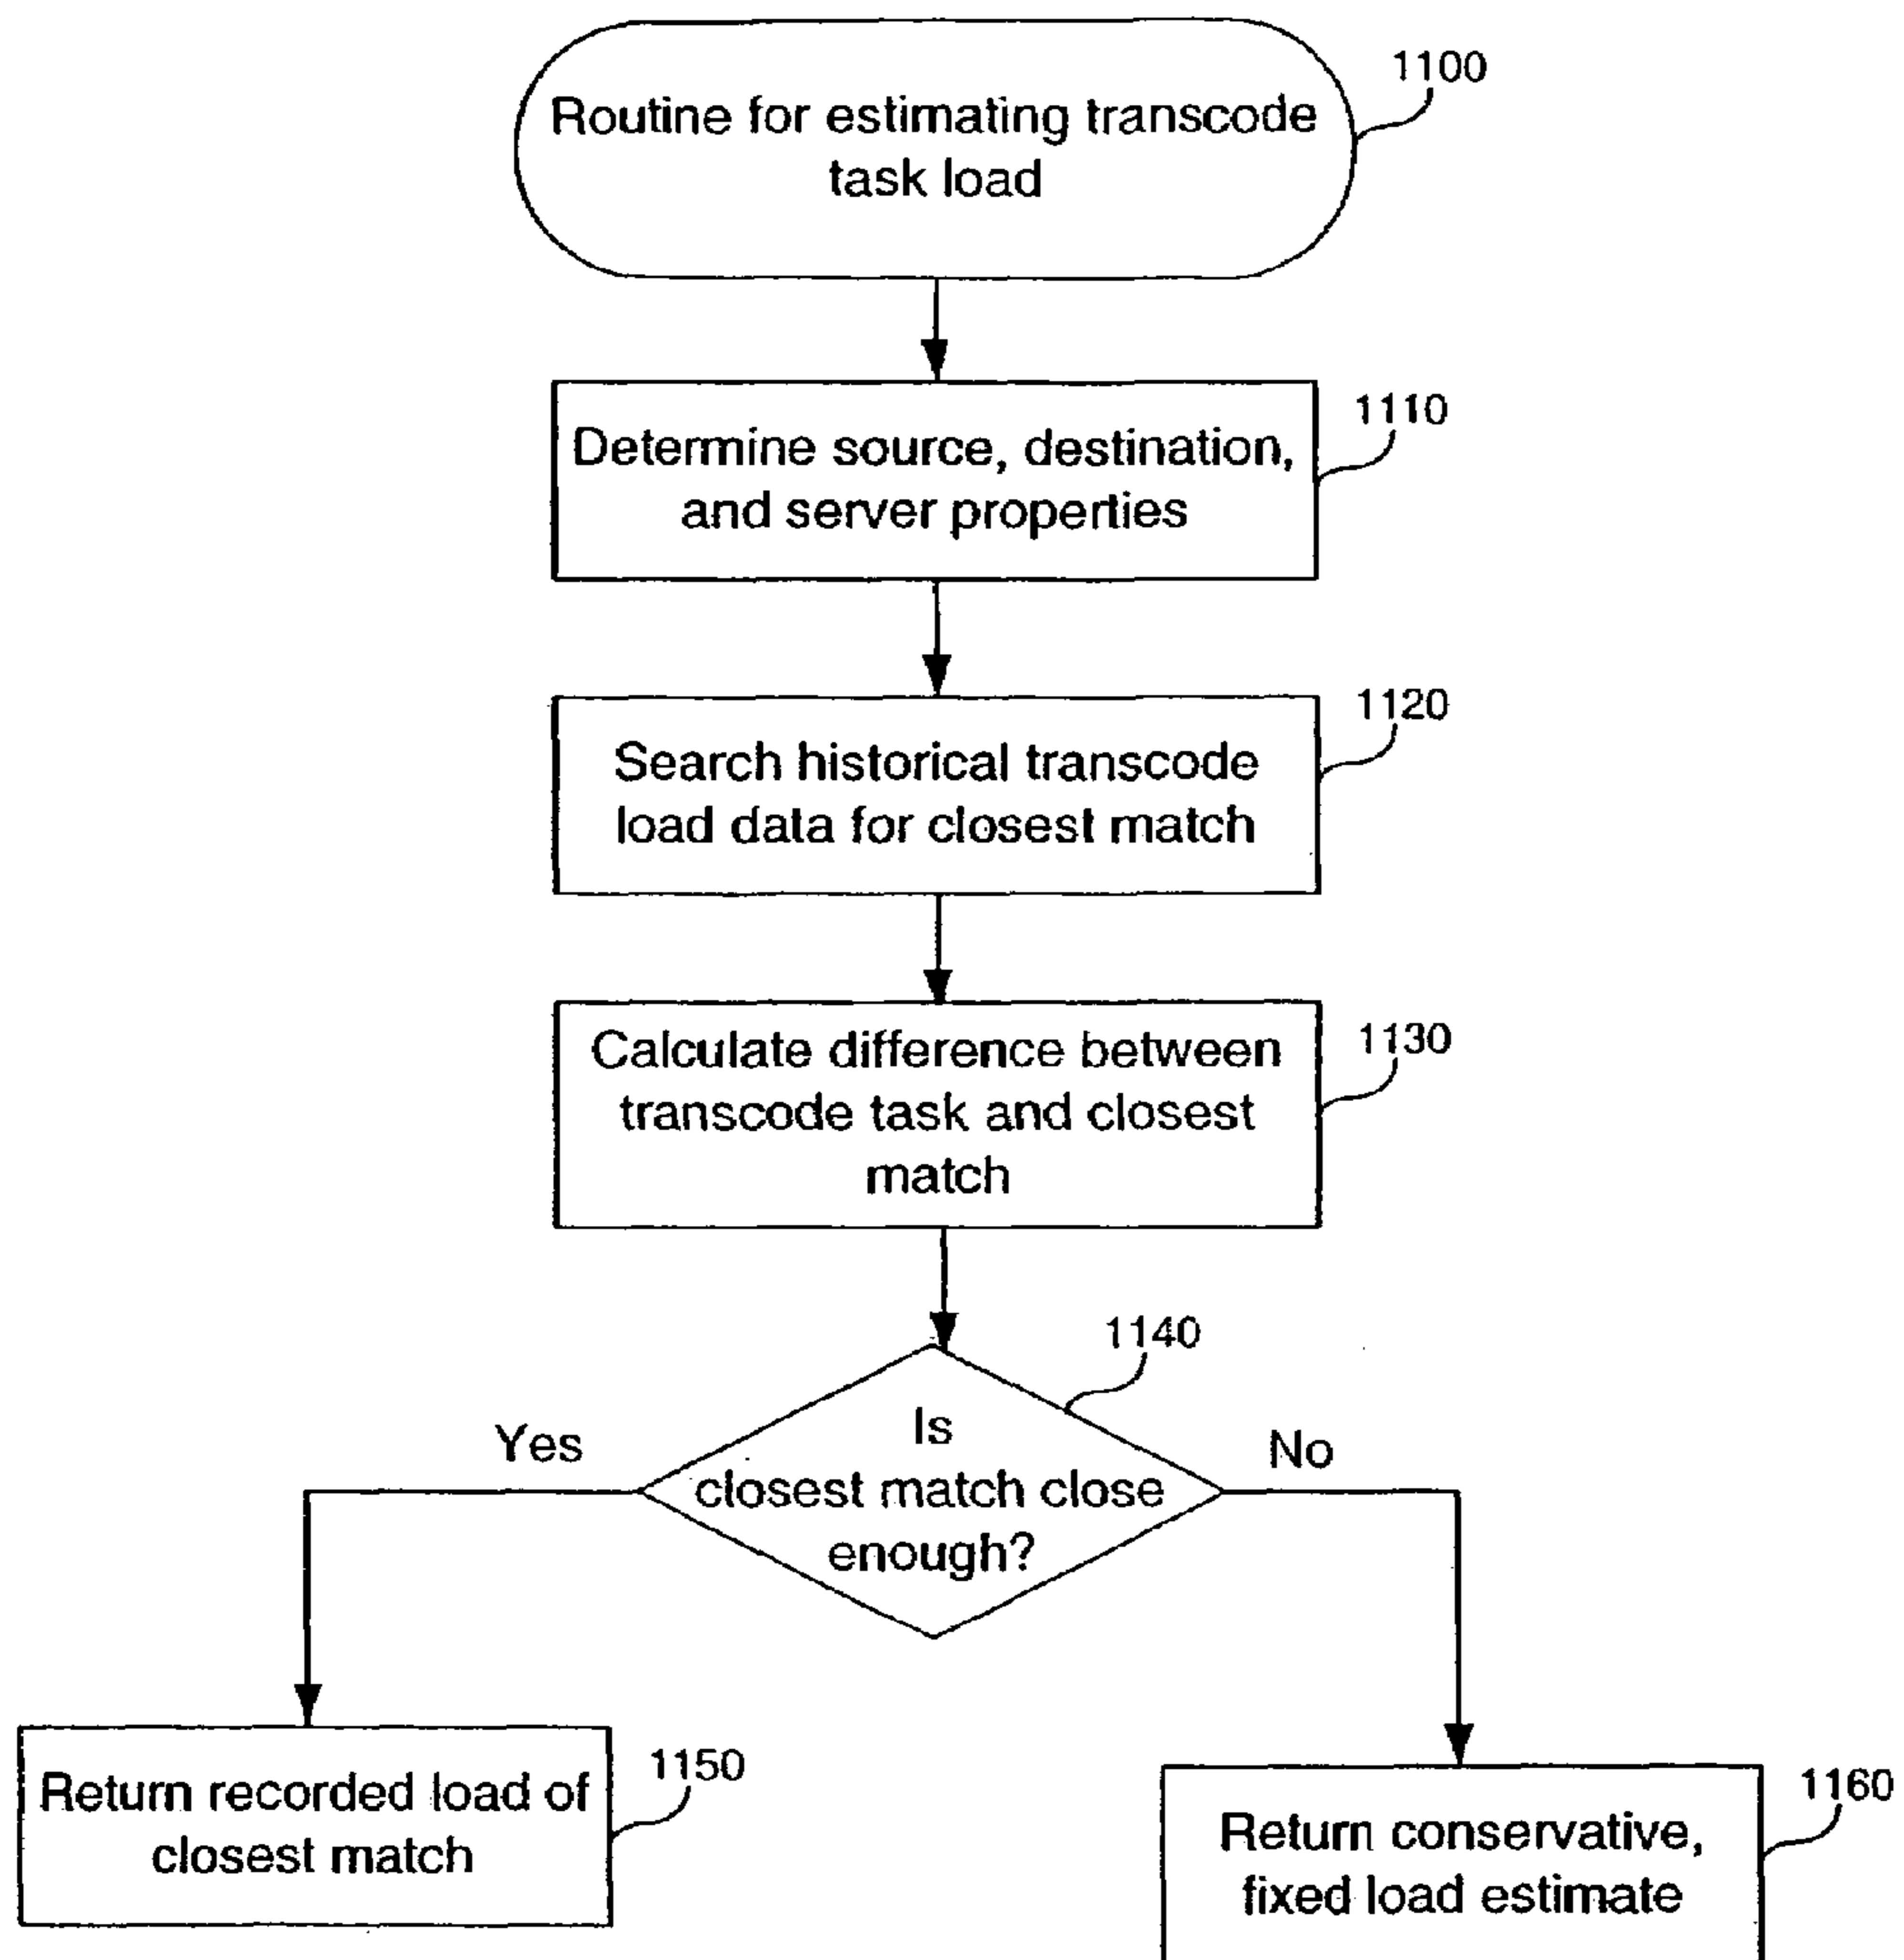 Routine for estimating transcode
task load
1100
Determine source, destination,
and server properties
1110
Search historical transcode
load data for closest match
1120
Calculate difference between
transcode task and closest
match
1130
1140
Is
closest match close
enough?
Yes
No
Return recorded load of
closest match
1150
Return conservative,
fixed load estimate
1160